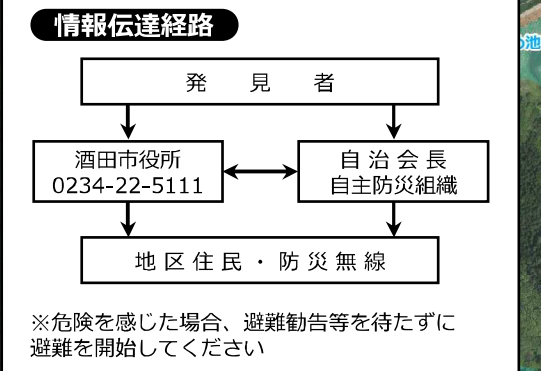 情報伝達経路
発見者
酒田市役所
0234-22-5111
自治会長
自主防災組織
地区住民・防災無線
※危険を感じた場合、避難勧告等を待たずに
避難を開始してください
の池